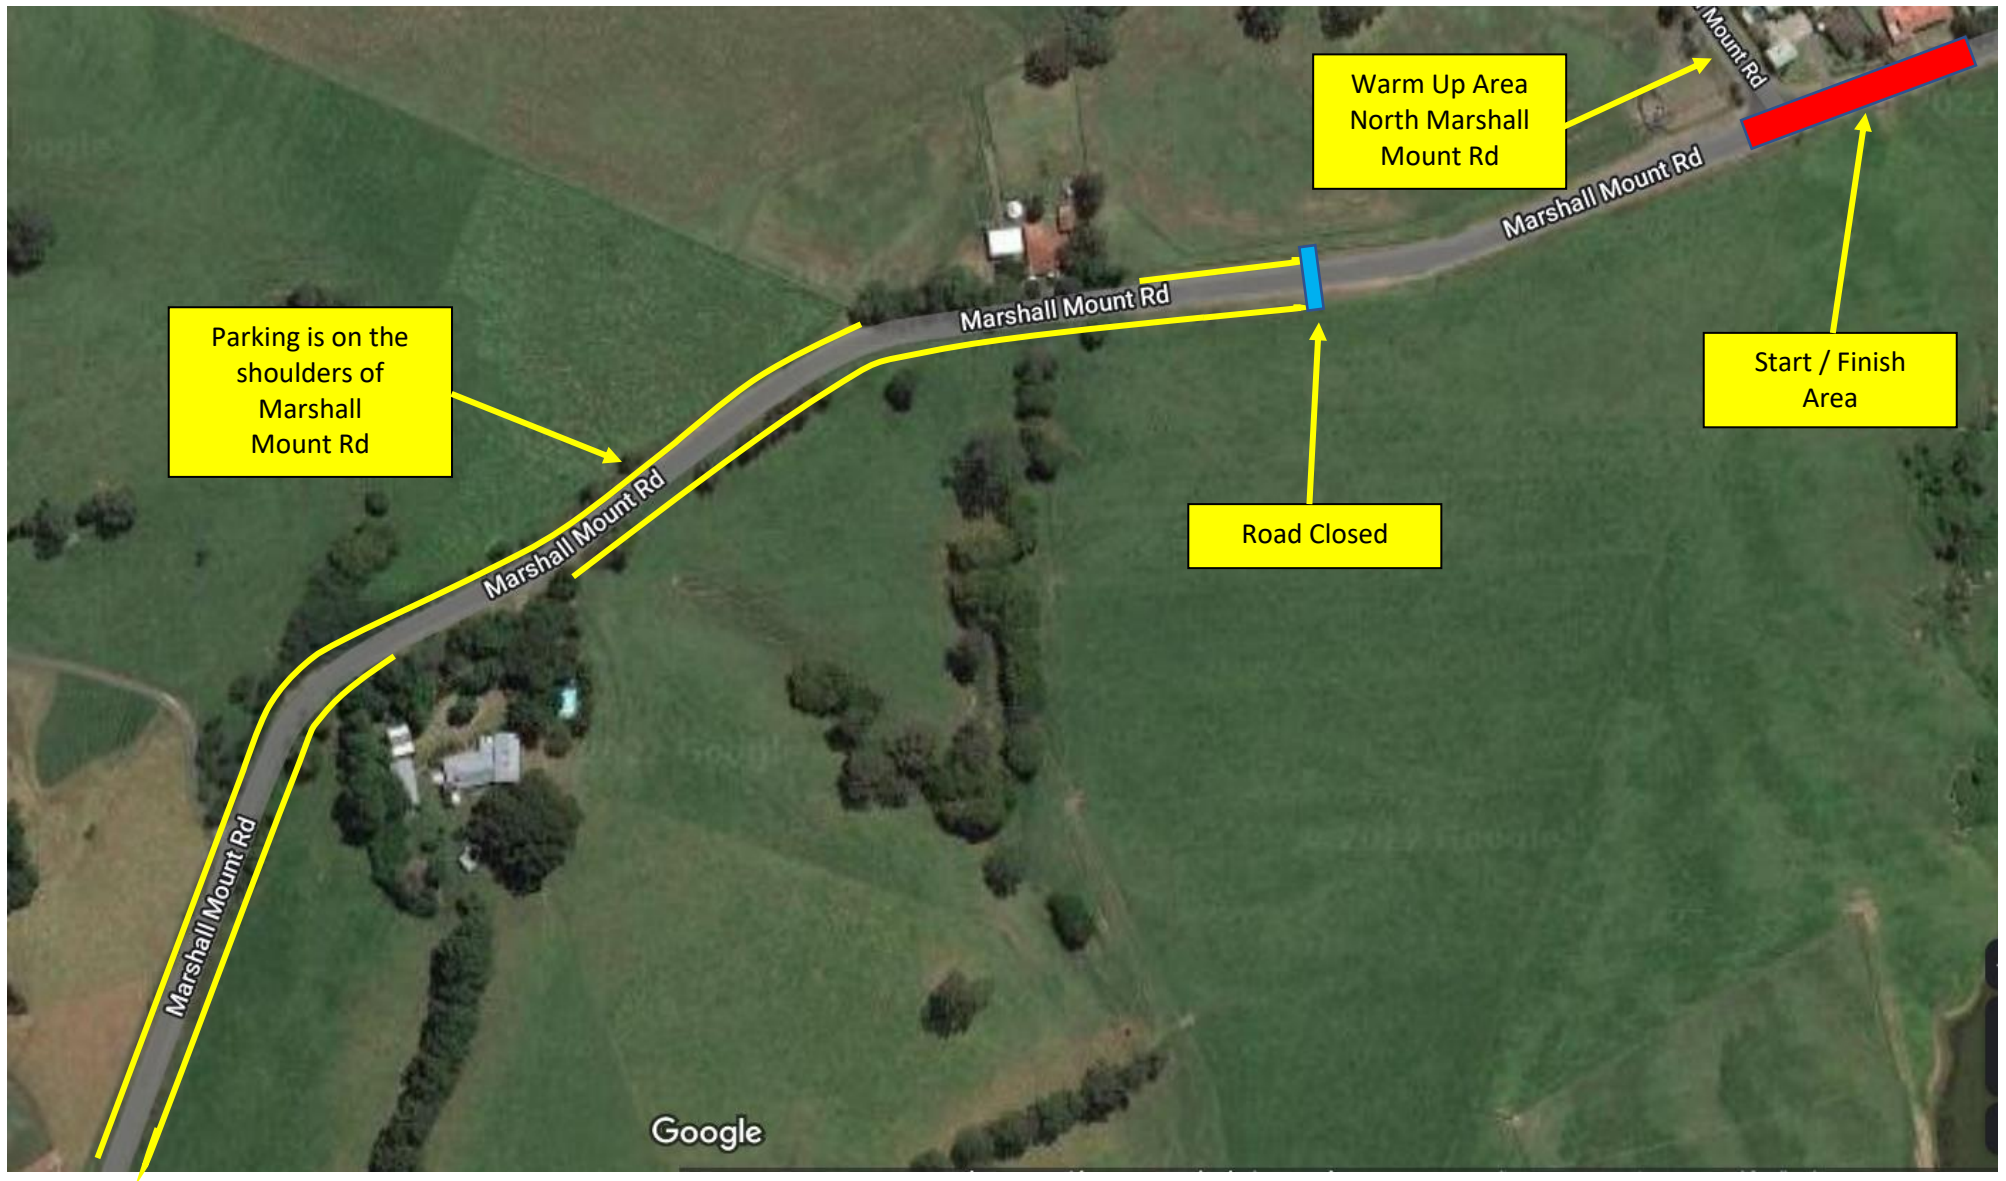 Mount Rd
Warm Up Area
North Marshall
Mount Rd
Marshall Mount Rd
Marshall Mount Rd
Parking is on the
shoulders of
Marshall
Mount Rd
Start / Finish
Area
Marshall Mount Rd
Road Closed
Marshall Mount Rd
Google